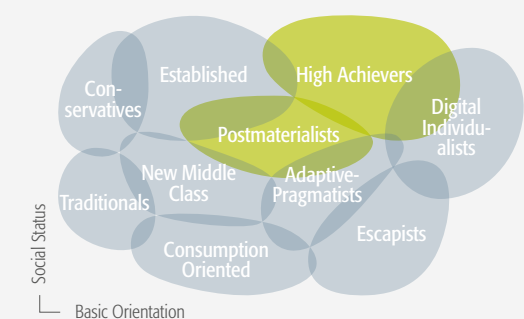 Established
High Achievers
Con-
servatives
Digital
Individu-
alists
Postmaterialists
New Middle
Class
Adaptive-
Pragmatists
Traditionals
Escapists
Consumption
Oriented
Social Status
Basic Orientation